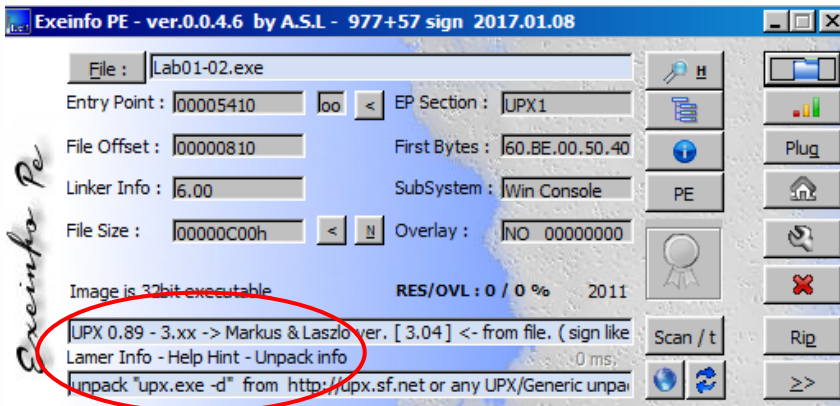 Exeinfo PE - ver.0.0.4.6 by A.S.L - 977+57 sign 2017.01.08
File : Lab01-02.exe H
Entry Point : 00005410 oo < EP Section : UPX1
File Offset : 00000810 First Bytes : 60.BE.00.50.40 Plug
Linker Info : 6.00 SubSystem : Win Console PE
File Size : 00000C00h < N Overlay : NO 00000000
Image is 32bit executable RES/OVL : 0 / 0 % 2011
UPX 0.89 - 3.xx -> Markus & Laszlo ver. [ 3.04 ] <- from file. ( sign like Scan / t Rip
Lamer Info - Help Hint - Unpack info 0 ms.
unpack "upx.exe -d" from http://upx.sf.net or any UPX/Generic unpa >>
Exeinfo Pe